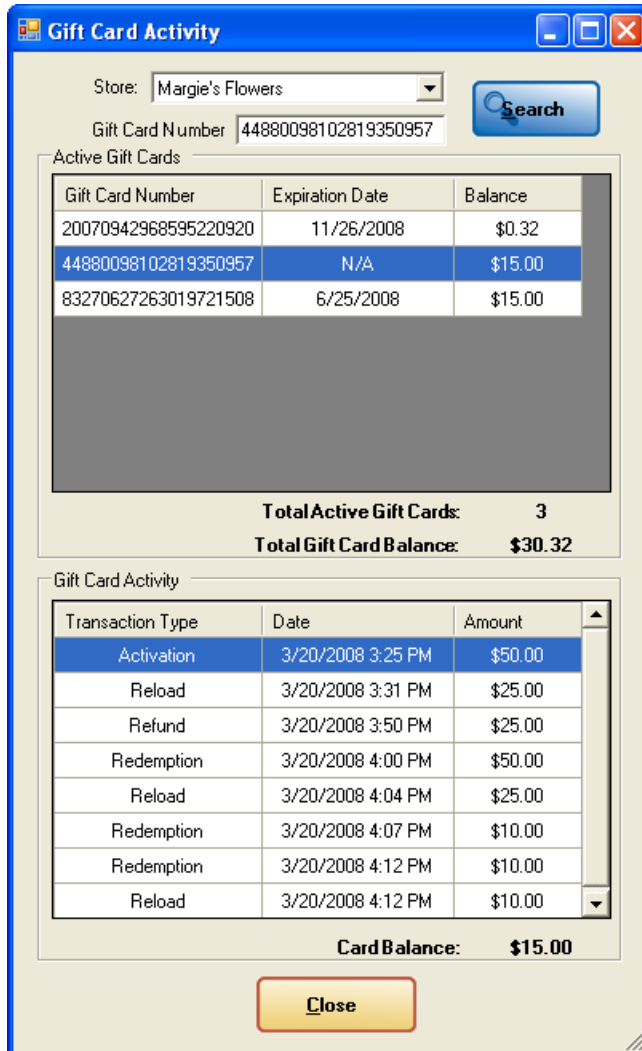 Gift Card Activity
Store: Margie's Flowers
Search
Gift Card Number 44880098102819350957
Active Gift Cards
Gift Card Number Expiration Date Balance
20070942968595220920 11/26/2008 $0.32
44880098102819350957 N/A $15.00
83270627263019721508 6/25/2008 $15.00
Total Active Gift Cards: 3
Total Gift Card Balance: $30.32
Gift Card Activity
Transaction Type Date Amount
Activation 3/20/2008 3:25 PM $50.00
Reload 3/20/2008 3:31 PM $25.00
Refund 3/20/2008 3:50 PM $25.00
Redemption 3/20/2008 4:00 PM $50.00
Reload 3/20/2008 4:04 PM $25.00
Redemption 3/20/2008 4:07 PM $10.00
Redemption 3/20/2008 4:12 PM $10.00
Reload 3/20/2008 4:12 PM $10.00
Card Balance: $15.00
Close